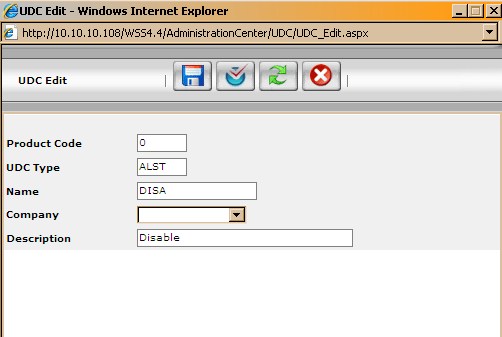 UDC Edit - Windows Internet Explorer
http://10.10.10.108/WSS4.4/AdministrationCenter/UDC/UDC_Edit.aspx
UDC Edit
Product Code 0
UDC Type ALST
Name DISA
Company
Description Disable